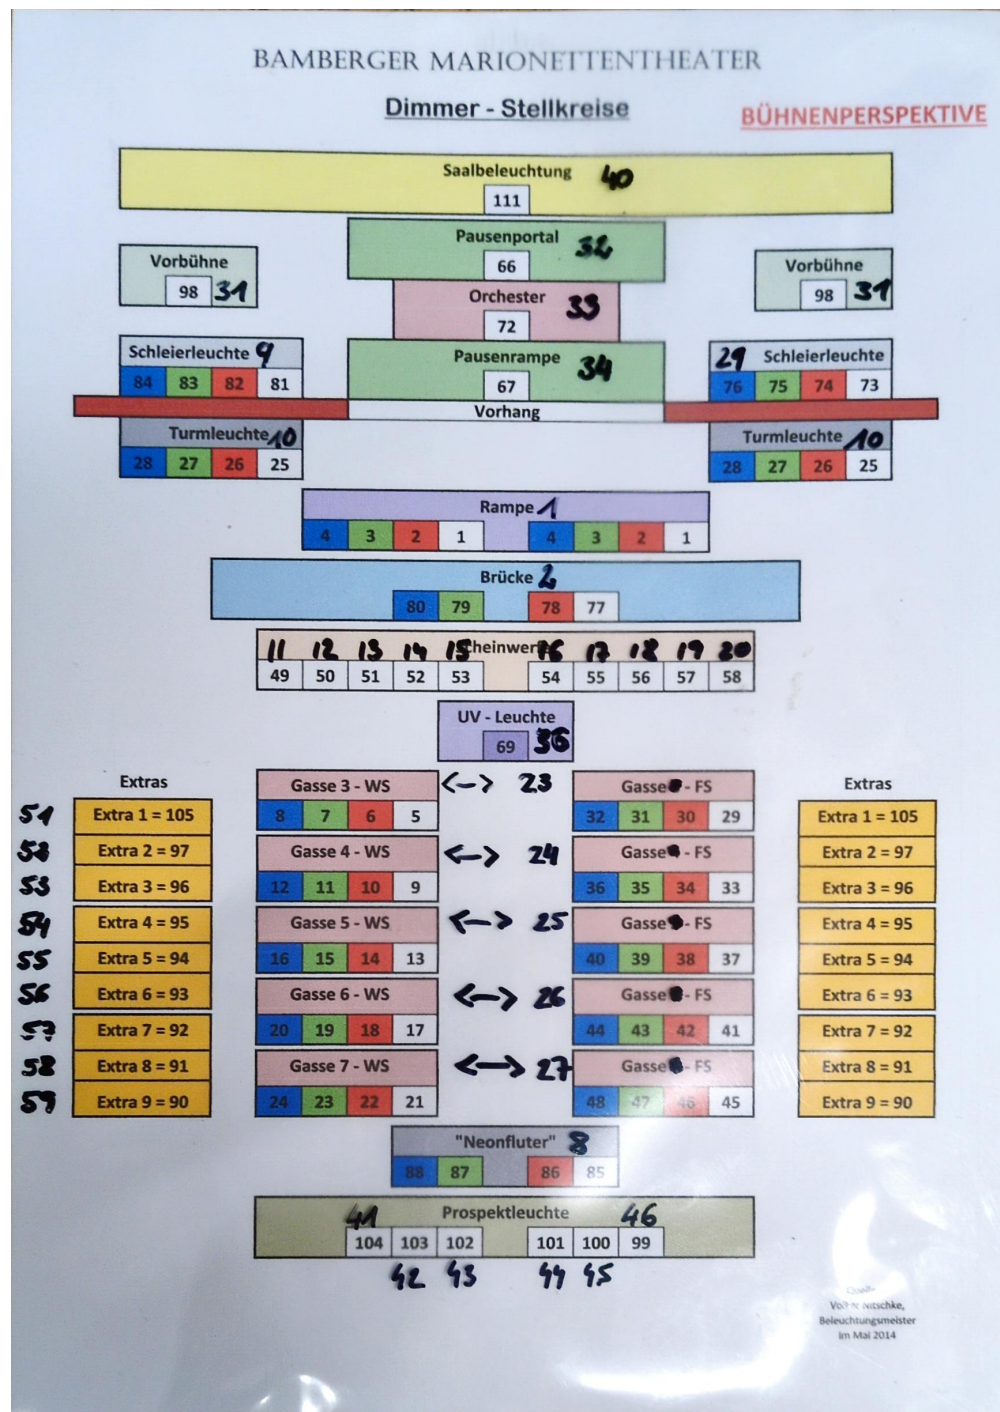 BAMBERGER MARIONETTENTHEATER
Dimmer - Stellkreise
BÜHNENPERSPEKTIVE
Saalbeleuchtung 40
111
Pausenportal 32
66
Vorbühne
98 31
Vorbühne
98 31
Orchester 33
72
Schleierleuchte 9
84 83 82 81
Pausenrampe 34
67
29 Schleierleuchte
76 75 74 73
Vorhang
Turmleuchte 10
28 27 26 25
Turmleuchte 10
28 27 26 25
Rampe 1
4 3 2 1 4 3 2 1
Brücke 2
80 79 78 77
11 12 13 14 15 16 17 18 19 20
49 50 51 52 53 54 55 56 57 58
UV - Leuchte
69 36
Extras
Extras
Gasse 3 - WS <-> 23 Gasse - FS
51 Extra 1 = 105 8 7 6 5 32 31 30 29 Extra 1 = 105
52 Extra 2 = 97 Gasse 4 - WS <-> 24 Gasse - FS Extra 2 = 97
53 Extra 3 = 96 12 11 10 9 36 35 34 33 Extra 3 = 96
54 Extra 4 = 95 Gasse 5 - WS <-> 25 Gasse - FS Extra 4 = 95
55 Extra 5 = 94 16 15 14 13 40 39 38 37 Extra 5 = 94
56 Extra 6 = 93 Gasse 6 - WS <-> 26 Gasse - FS Extra 6 = 93
57 Extra 7 = 92 20 19 18 17 44 43 42 41 Extra 7 = 92
58 Extra 8 = 91 Gasse 7 - WS <-> 27 Gasse - FS Extra 8 = 91
59 Extra 9 = 90 24 23 22 21 48 47 46 45 Extra 9 = 90
"Neonfluter" 8
88 87 86 85
41 Prospektleuchte 46
104 103 102 101 100 99
42 43 44 45
Nitschke,
Beleuchtungsmeister
im Mai 2014